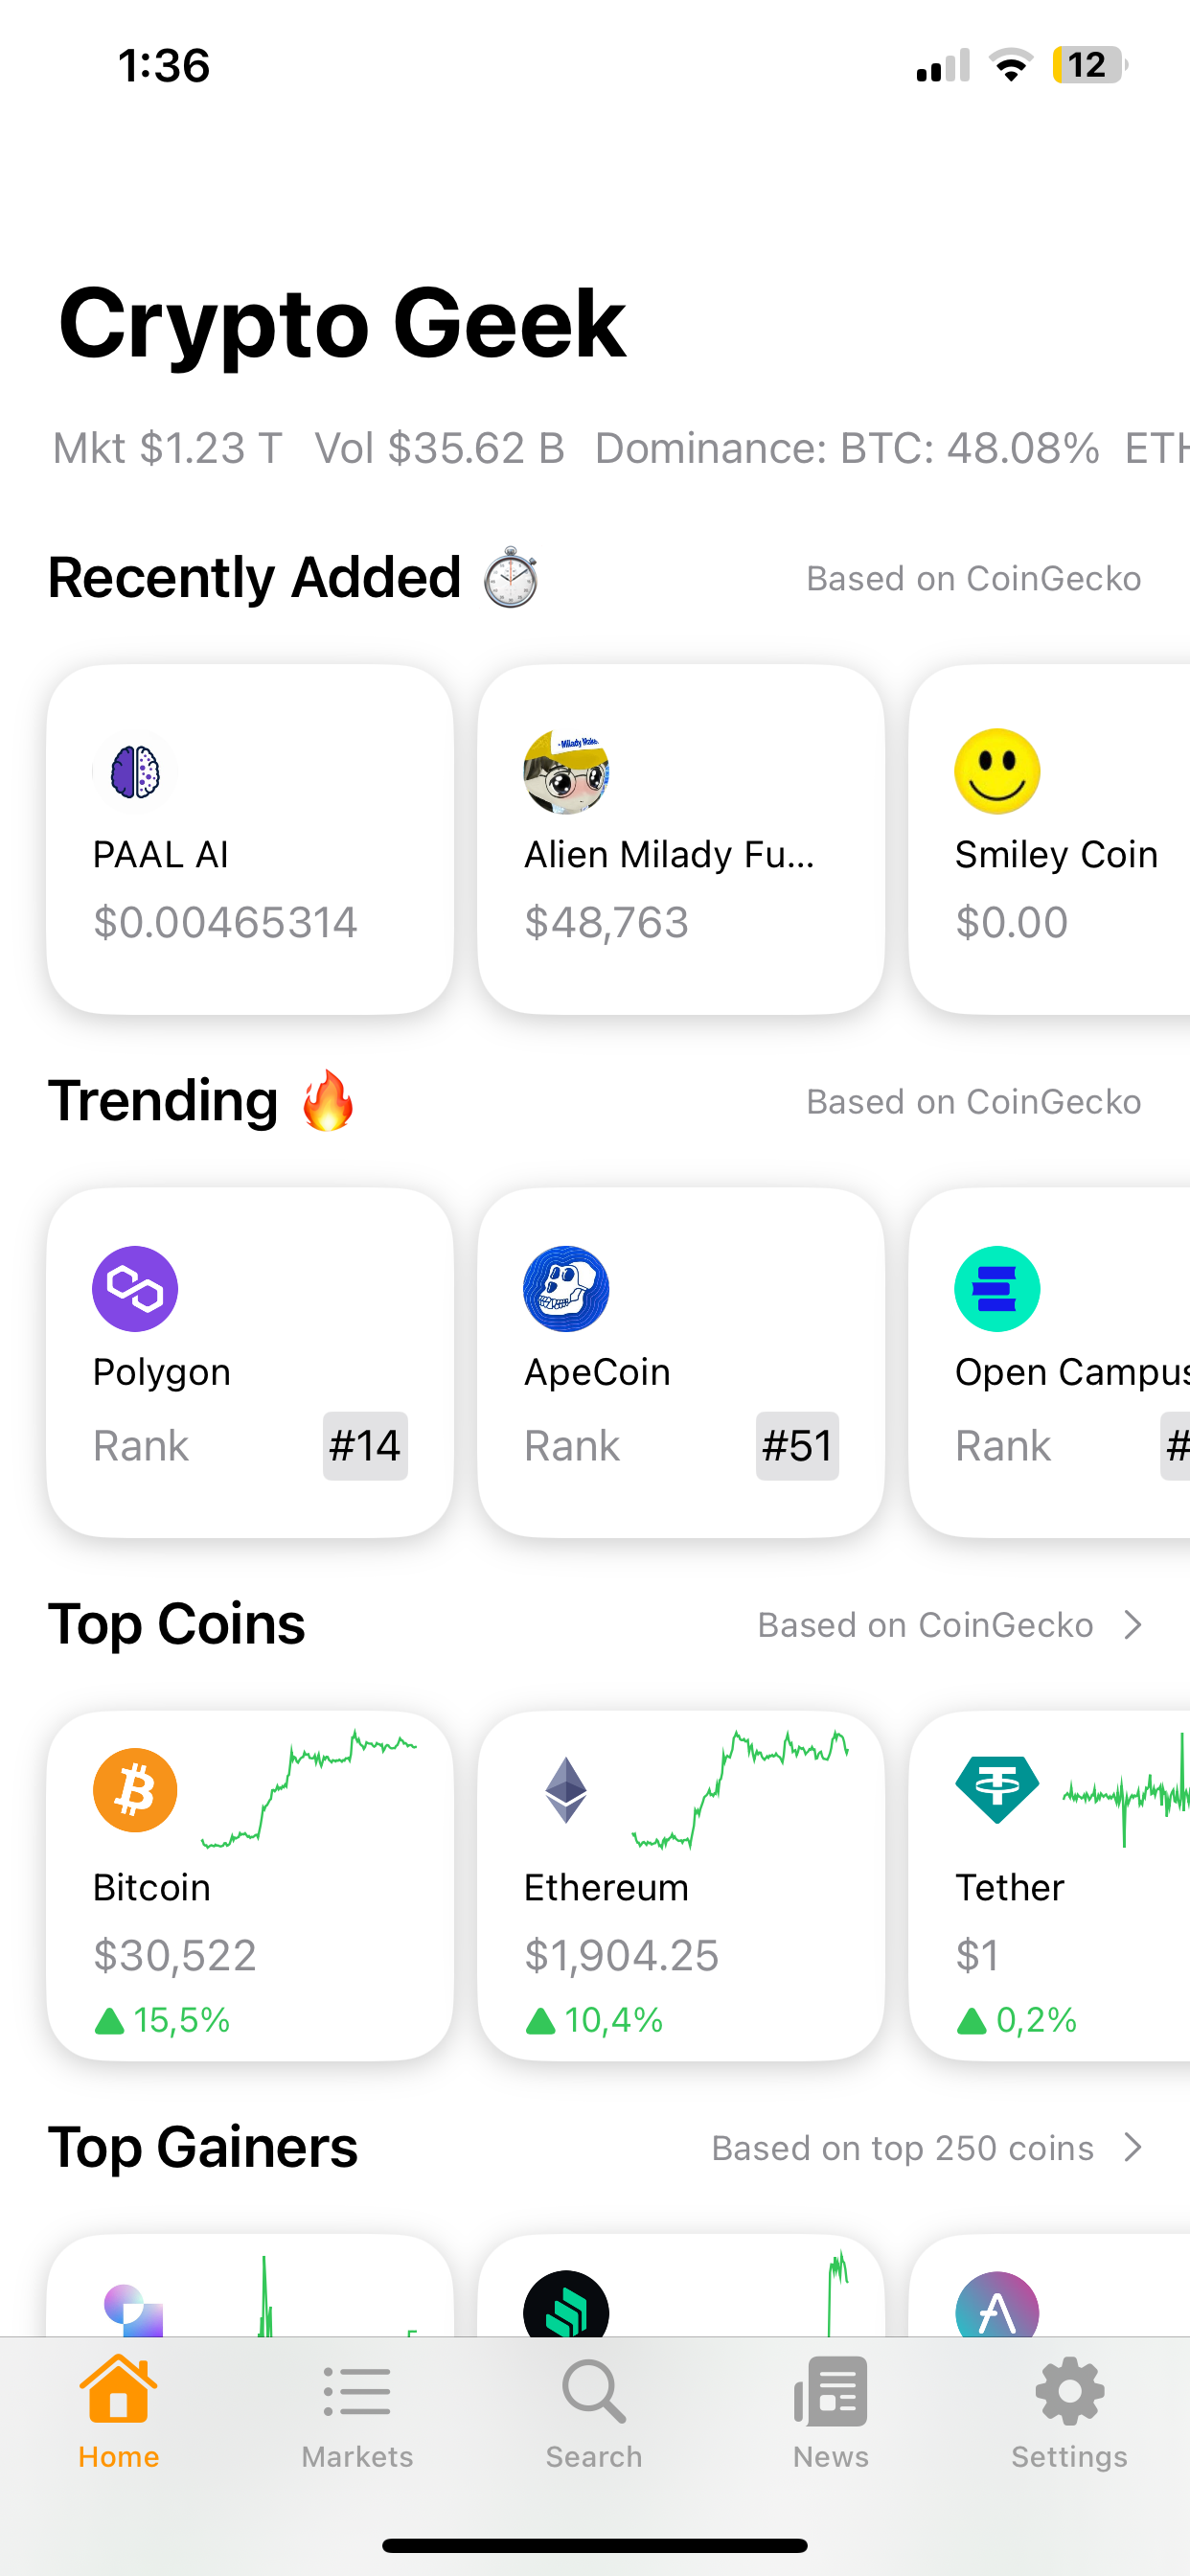 1:36
12
Crypto Geek
Mkt $1.23 T Vol $35.62 B Dominance: BTC: 48.08% ETH
Recently Added
Based on CoinGecko
PAAL AI
$0.00465314
Alien Milady Fu...
$48,763
Smiley Coin
$0.00
Trending
Based on CoinGecko
Polygon
Rank #14
ApeCoin
Rank #51
Open Campus
Rank #
Top Coins
Based on CoinGecko
Bitcoin
$30,522
15,5%
Ethereum
$1,904.25
10,4%
Tether
$1
0,2%
Top Gainers
Based on top 250 coins
Home
Markets
Search
News
Settings